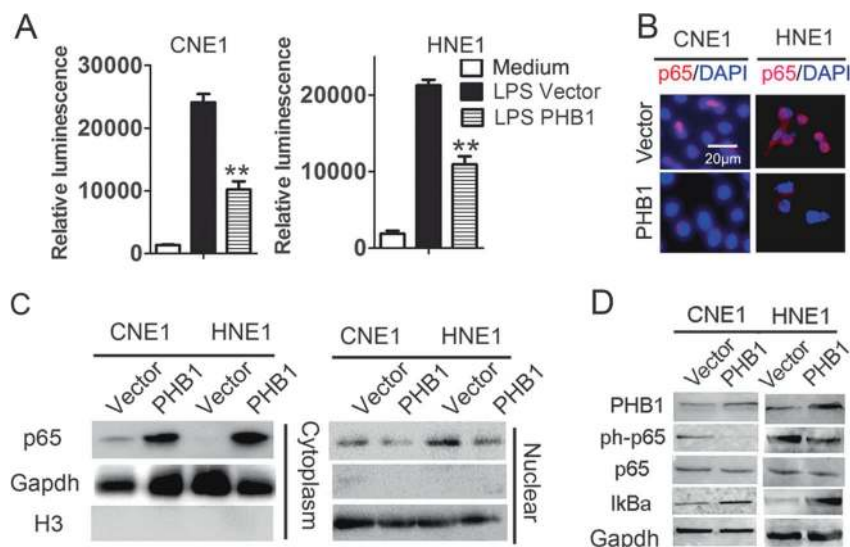 A
CNE1
Relative luminescence
30000
20000
10000
0
**
HNE1
Relative luminescence
20000
10000
0
**
Medium
LPS Vector
LPS PHB1
B
CNE1 HNE1
p65/DAPI p65/DAPI
Vector
20μm
PHB1
C
CNE1 HNE1
Vector PHB1 Vector PHB1
p65
Gapdh
H3
Cytoplasm
CNE1 HNE1
Vector PHB1 Vector PHB1
Nuclear
D
CNE1 HNE1
Vector PHB1 Vector PHB1
PHB1
ph-p65
p65
IkBa
Gapdh